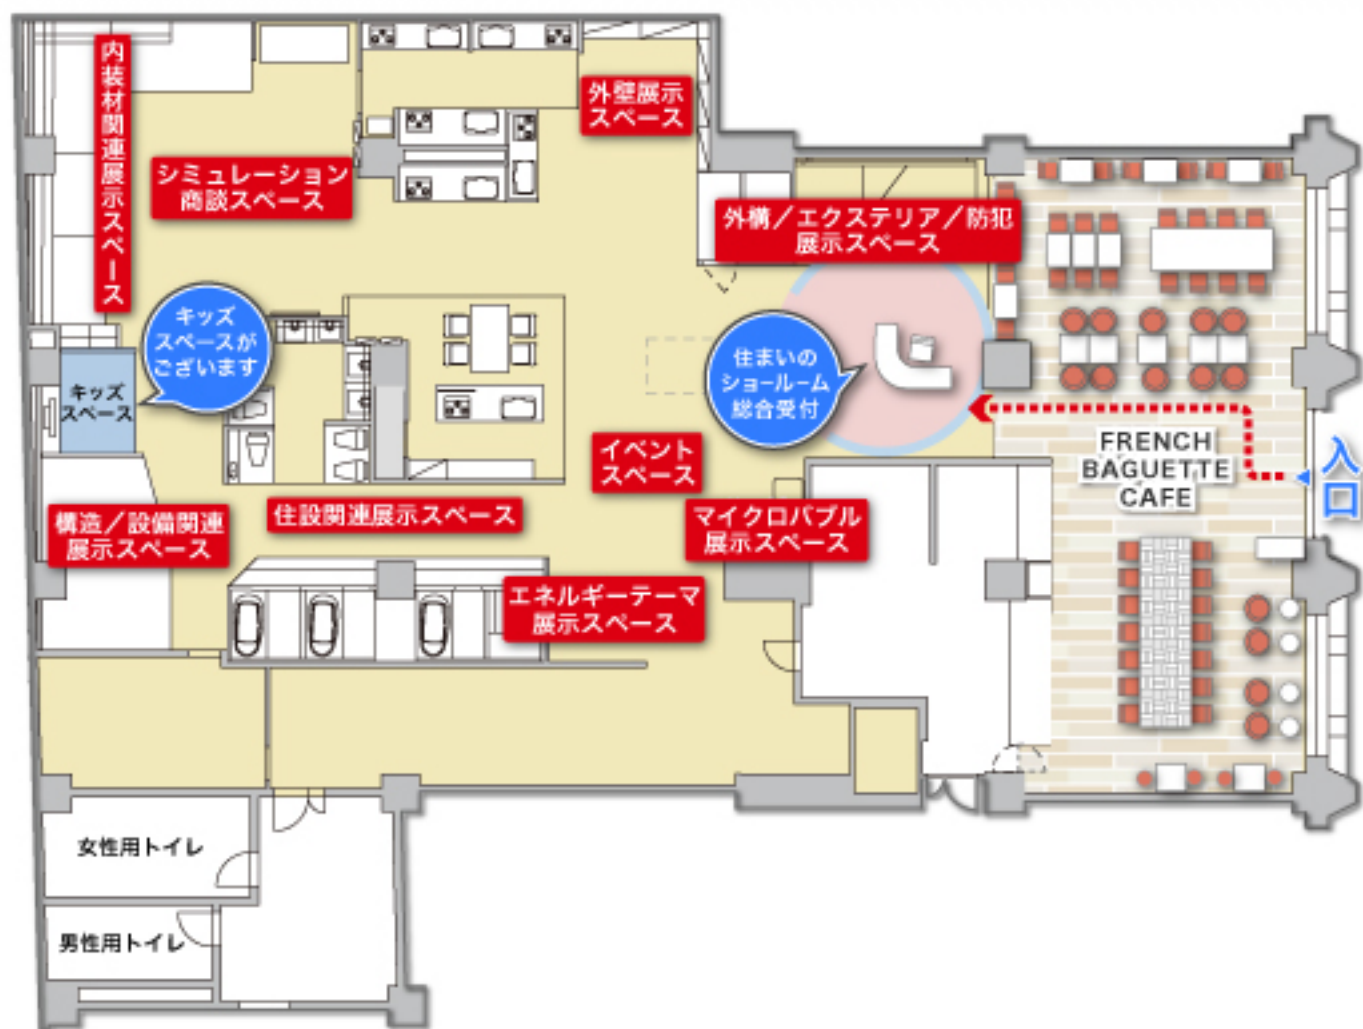 内装材関連展示スペース
シミュレーション
商談スペース
外壁展示
スペース
外構／エクステリア／防犯
展示スペース
キッズ
スペースが
ございます
キッズ
スペース
住まいの
ショールーム
総合受付
イベント
スペース
FRENCH
BAGUETTE
CAFE
入口
構造／設備関連
展示スペース
住設関連展示スペース
マイクロバブル
展示スペース
エネルギーテーマ
展示スペース
女性用トイレ
男性用トイレ